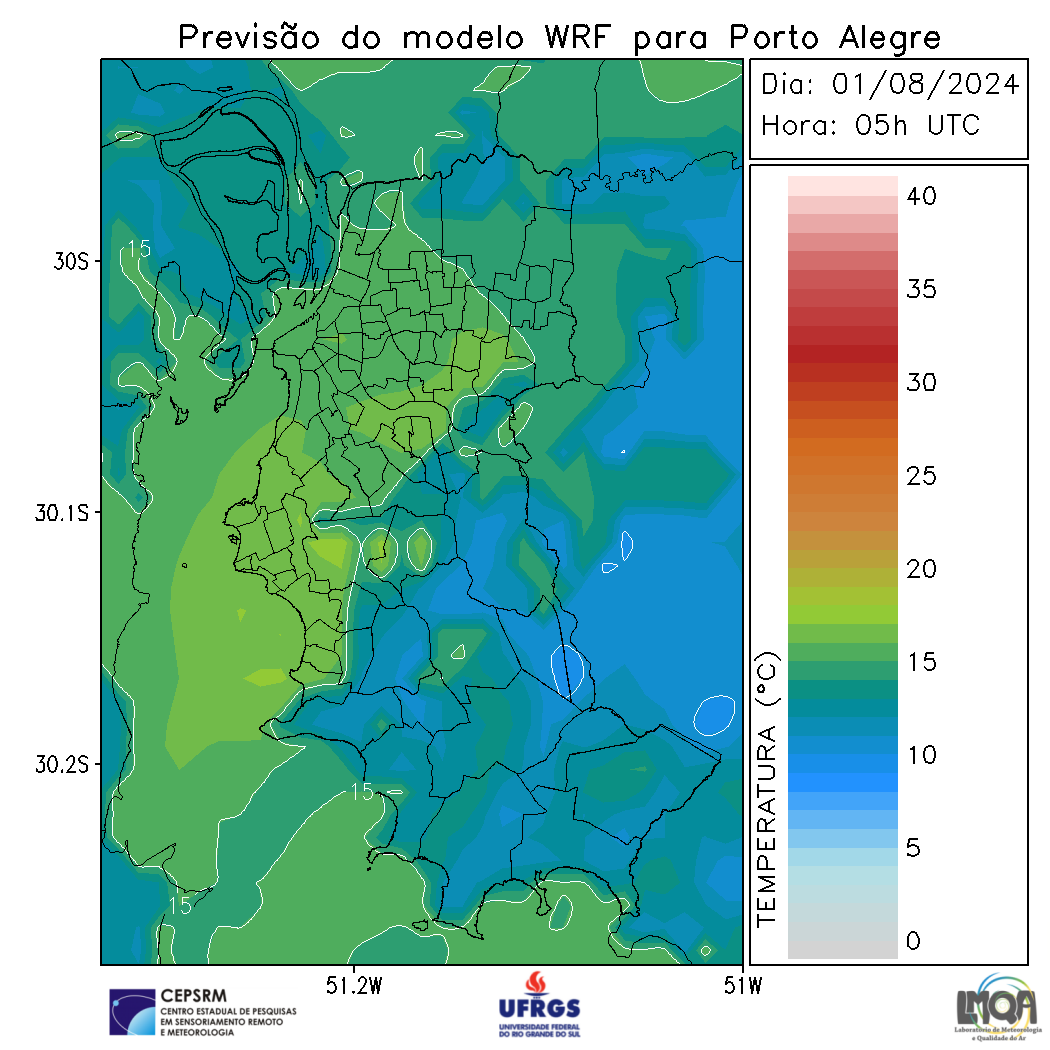 Previsão do modelo WRF para Porto Alegre
Dia: 01/08/2024
Hora: 05h UTC
40
35
30
25
20
15
10
5
0
TEMPERATURA (°C)
30S
30.1S
30.2S
15
15
15
51.2W
51W
CEPSRM
CENTRO ESTADUAL DE PESQUISAS
EM SENSORIAMENTO REMOTO
E METEOROLOGIA
UFRGS
UNIVERSIDADE FEDERAL
DO RIO GRANDE DO SUL
LMQA
Laboratório de Meteorologia
e Qualidade do Ar